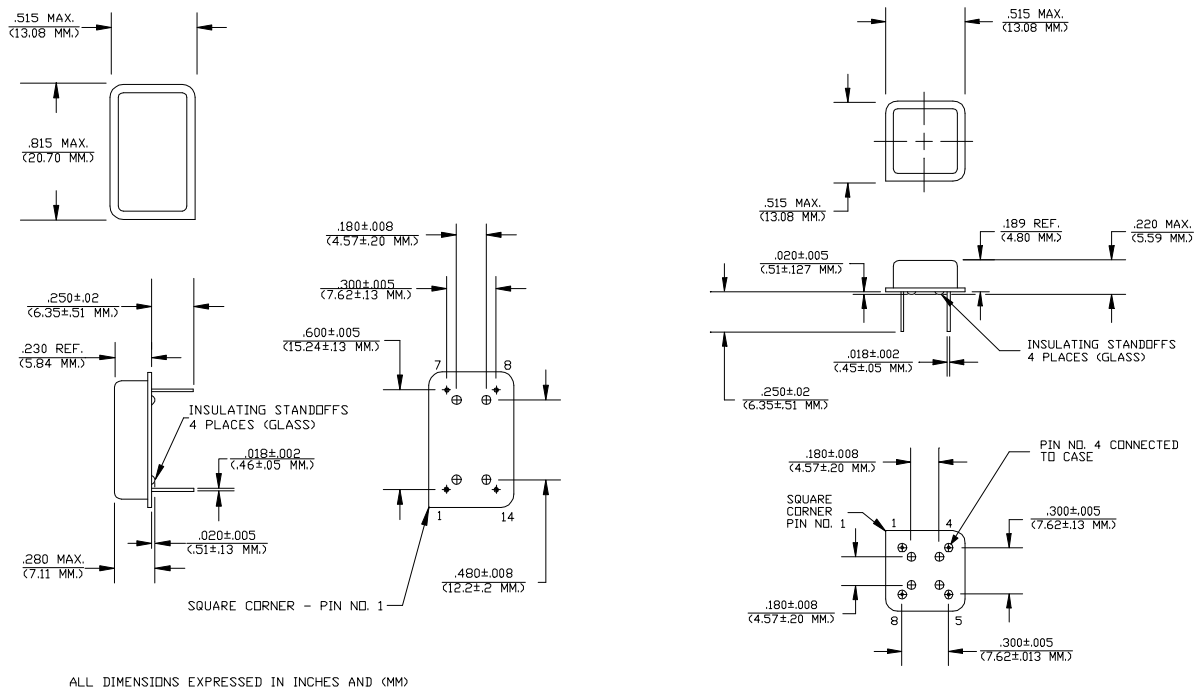 .515 MAX.
(13.08 MM.)
.815 MAX.
(20.70 MM.)
.180±.008
(4.57±.20 MM.)
.250±.02
(6.35±.51 MM.)
.300±.005
(7.62±.13 MM.)
.600±.005
(15.24±.13 MM.)
.230 REF.
(5.84 MM.)
7
8
INSULATING STANDOFFS
4 PLACES (GLASS)
.018±.002
(.46±.05 MM.)
1
14
.020±.005
(.51±.13 MM.)
.280 MAX.
(7.11 MM.)
.480±.008
(12.2±.2 MM.)
SQUARE CORNER - PIN NO. 1
ALL DIMENSIONS EXPRESSED IN INCHES AND (MM)
.515 MAX.
(13.08 MM.)
.515 MAX.
(13.08 MM.)
.189 REF.
(4.80 MM.)
.220 MAX.
(5.59 MM.)
.020±.005
(.51±.127 MM.)
INSULATING STANDOFFS
4 PLACES (GLASS)
.018±.002
(.45±.05 MM.)
.250±.02
(6.35±.51 MM.)
PIN NO. 4 CONNECTED
TO CASE
.180±.008
(4.57±.20 MM.)
SQUARE
CORNER
PIN NO. 1
1
4
.300±.005
(7.62±.13 MM.)
.180±.008
(4.57±.20 MM.)
8
5
.300±.005
(7.62±.013 MM.)